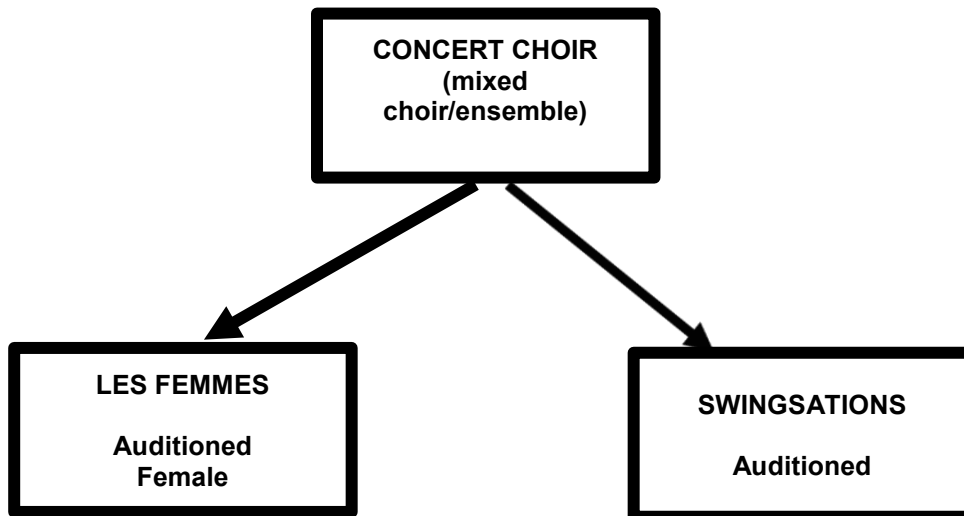 CONCERT CHOIR
(mixed
choir/ensemble)
LES FEMMES
Auditioned
Female
SWINGSATIONS
Auditioned